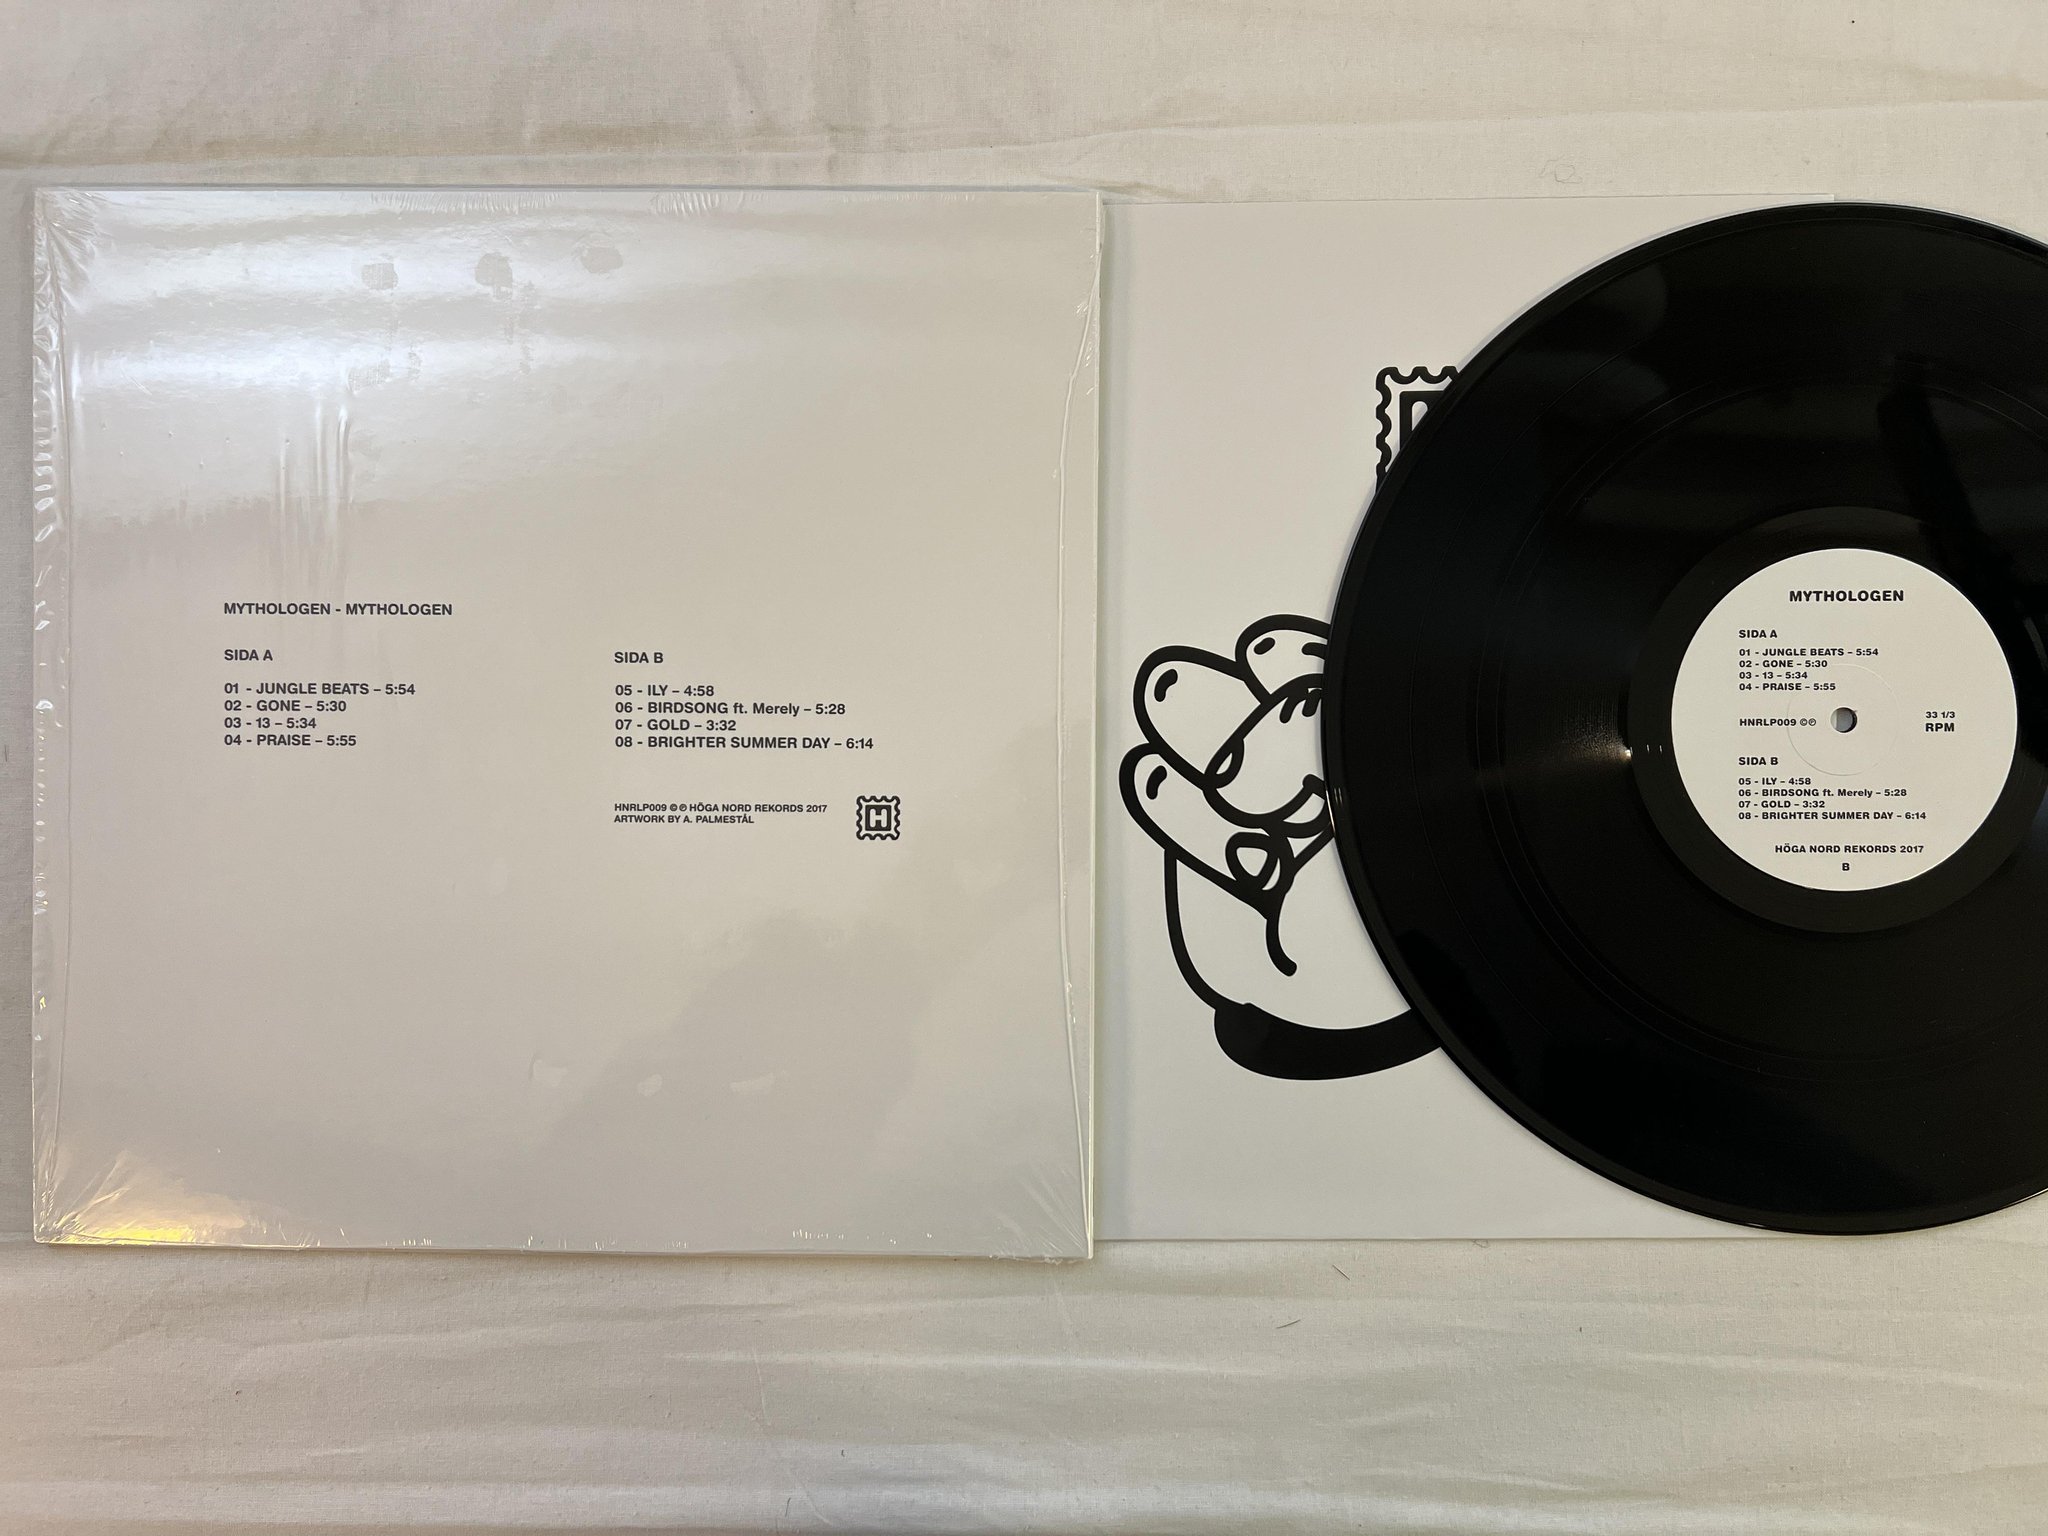 MYTHOLOGEN - MYTHOLOGEN
SIDA A
01 - JUNGLE BEATS – 5:54
02 - GONE – 5:30
03 - 13 – 5:34
04 - PRAISE – 5:55
SIDA B
05 - ILY – 4:58
06 - BIRDSONG ft. Merely – 5:28
07 - GOLD – 3:32
08 - BRIGHTER SUMMER DAY – 6:14
HNRLP009 ©℗ HÖGA NORD REKORDS 2017
ARTWORK BY A. PALMESTÅL
H
MYTHOLOGEN
SIDA A
01 - JUNGLE BEATS – 5:54
02 - GONE – 5:30
03 - 13 – 5:34
04 - PRAISE – 5:55
HNRLP009 ©℗
33 1/3
RPM
SIDA B
05 - ILY – 4:58
06 - BIRDSONG ft. Merely – 5:28
07 - GOLD – 3:32
08 - BRIGHTER SUMMER DAY – 6:14
HÖGA NORD REKORDS 2017
B